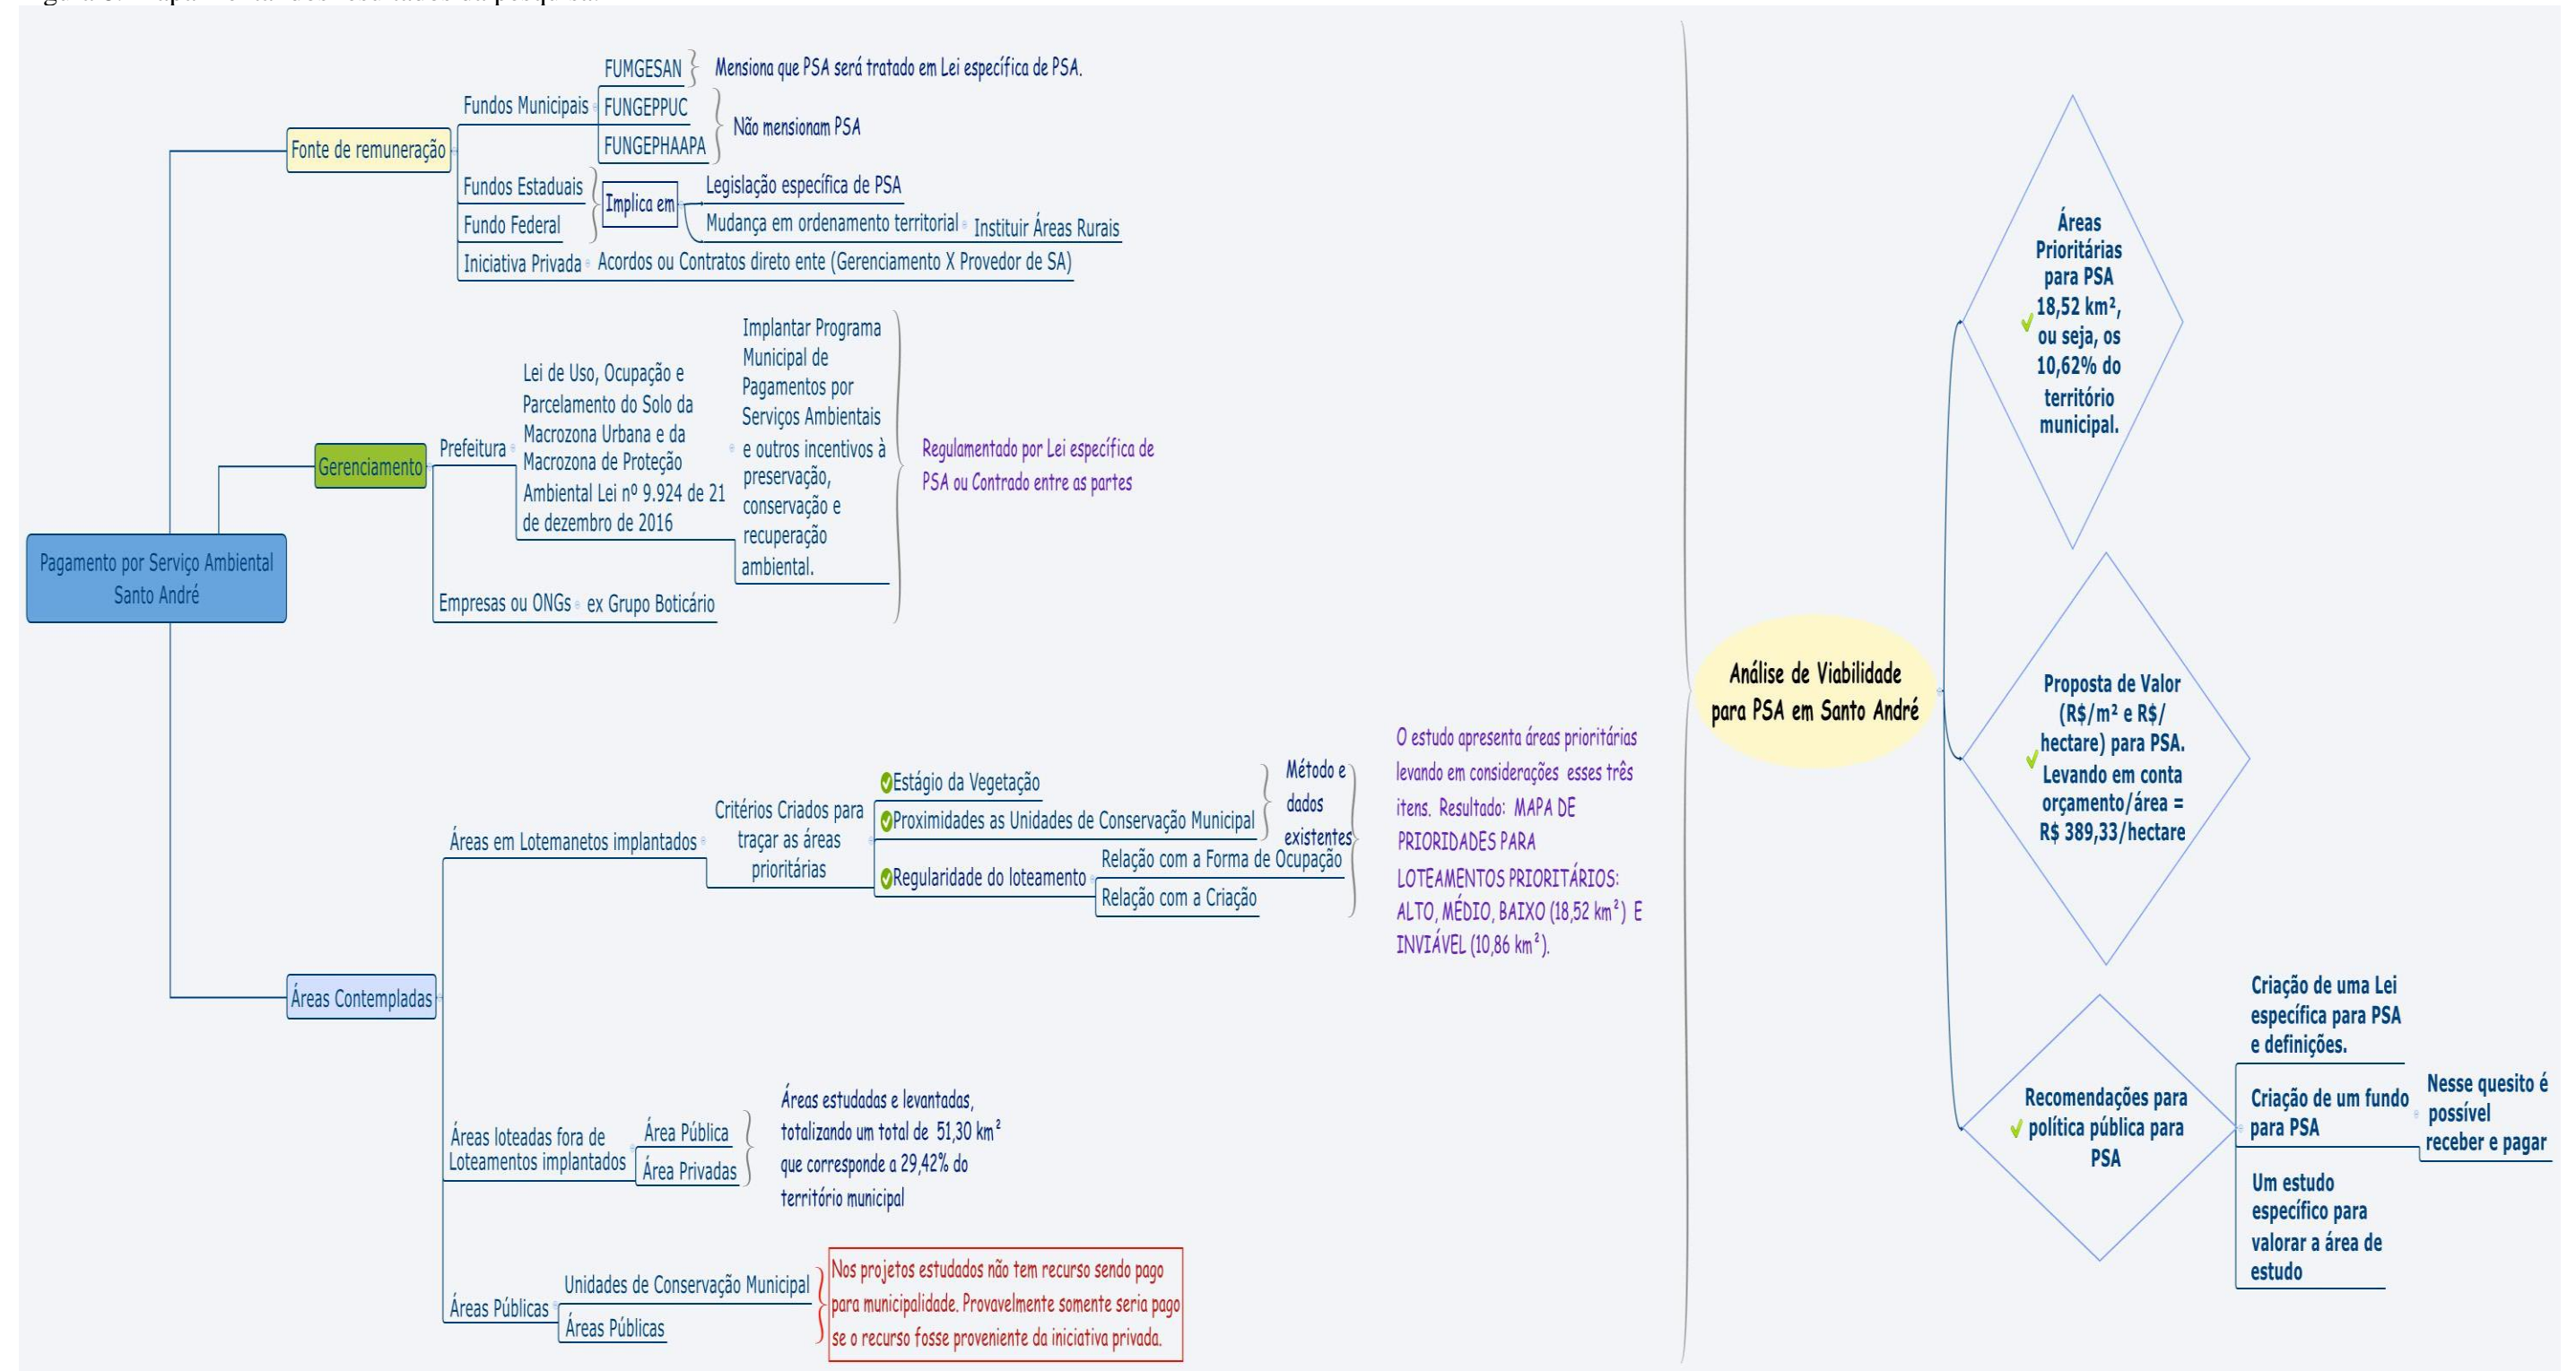 FUMGESAN
Mensiona que PSA será tratado em Lei específica de PSA.
Fundos Municipais
FUNGEPPUC
FUNGEPHAAPA
Não mensionam PSA
Fonte de remuneração
Fundos Estaduais
Fundo Federal
Implica em
Legislação específica de PSA
Mudança em ordenamento territorial
Instituir Áreas Rurais
Iniciativa Privada
Acordos ou Contratos direto ente (Gerenciamento X Provedor de SA)
Gerenciamento
Prefeitura
Lei de Uso, Ocupação e
Parcelamento do Solo da
Macrozona Urbana e da
Macrozona de Proteção
Ambiental Lei nº 9.924 de 21
de dezembro de 2016
Implantar Programa
Municipal de
Pagamentos por
Serviços Ambientais
e outros incentivos à
preservação,
conservação e
recuperação
ambiental.
Regulamentado por Lei específica de
PSA ou Contrado entre as partes
Empresas ou ONGs
ex Grupo Boticário
Pagamento por Serviço Ambiental
Santo André
Áreas Contempladas
Áreas em Lotemanetos implantados
Critérios Criados para
traçar as áreas
prioritárias
Estágio da Vegetação
Proximidades as Unidades de Conservação Municipal
Regularidade do loteamento
Relação com a Forma de Ocupação
Relação com a Criação
Método e
dados
existentes
O estudo apresenta áreas prioritárias
levando em considerações esses três
itens. Resultado: MAPA DE
PRIORIDADES PARA
LOTEAMENTOS PRIORITÁRIOS:
ALTO, MÉDIO, BAIXO (18,52 km²) E
INVIÁVEL (10,86 km²).
Áreas loteadas fora de
Loteamentos implantados
Área Pública
Área Privadas
Áreas estudadas e levantadas,
totalizando um total de 51,30 km²
que corresponde a 29,42% do
território municipal
Áreas Públicas
Unidades de Conservação Municipal
Áreas Públicas
Nos projetos estudados não tem recurso sendo pago
para municipalidade. Provavelmente somente seria pago
se o recurso fosse proveniente da iniciativa privada.
Análise de Viabilidade
para PSA em Santo André
Áreas
Prioritárias
para PSA
18,52 km²,
ou seja, os
10,62% do
território
municipal.
Proposta de Valor
(R$/m² e R$/
hectare) para PSA.
Levando em conta
orçamento/área =
R$ 389,33/hectare
Recomendações para
política pública para
PSA
Criação de uma Lei
específica para PSA
e definições.
Criação de um fundo
para PSA
Nesse quesito é
possível
receber e pagar
Um estudo
específico para
valorar a área de
estudo